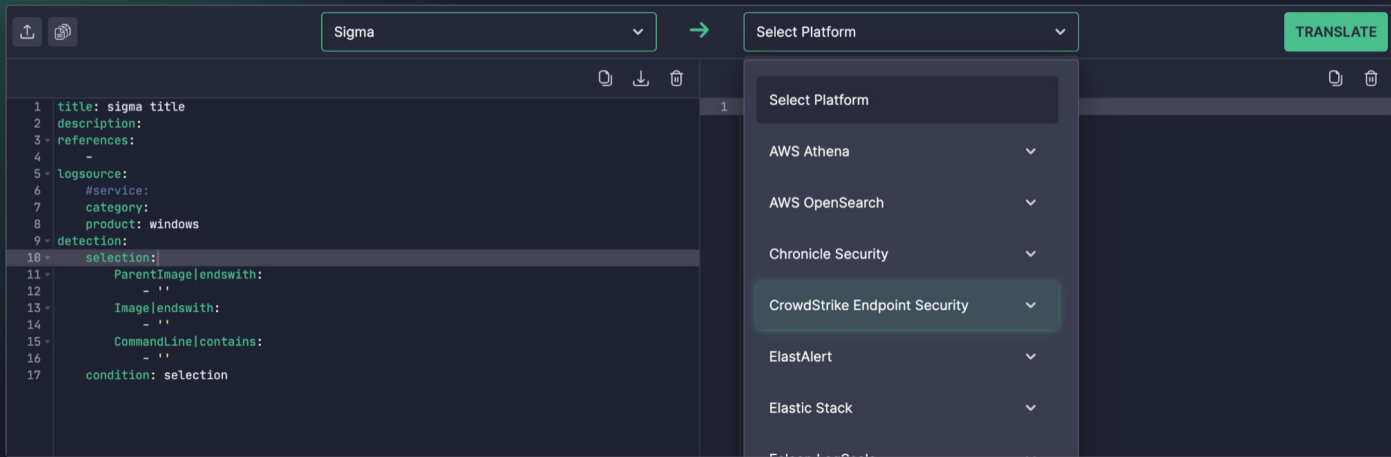 Sigma
Select Platform
TRANSLATE
1 title: sigma title
2 description:
3 references:
4 -
5 logsource:
6 #service:
7 category:
8 product: windows
9 detection:
10 selection:
11 ParentImage|endswith:
12 - ''
13 Image|endswith:
14 - ''
15 CommandLine|contains:
16 - ''
17 condition: selection
1
Select Platform
AWS Athena
AWS OpenSearch
Chronicle Security
CrowdStrike Endpoint Security
ElastAlert
Elastic Stack